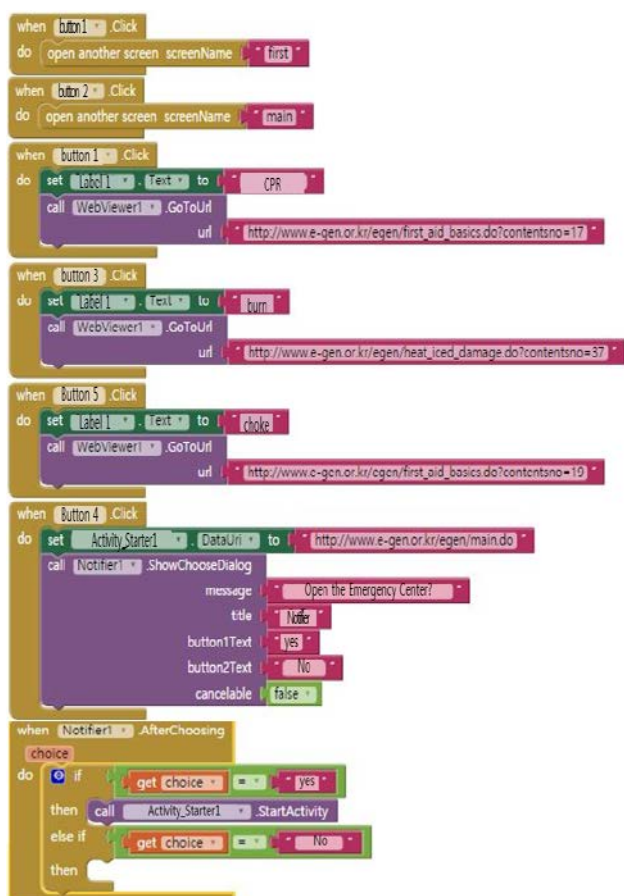 when button1 .Click
do open another screen screenName " first "
when button 2 .Click
do open another screen screenName " main "
when button 1 .Click
do set Label 1 . Text to " CPR "
call WebViewer1 .GoToUrl
url " http://www.e-gen.or.kr/egen/first_aid_basics.do?contentsno=17 "
when button 3 .Click
do set Label 1 . Text to " burn "
call WebViewer1 .GoToUrl
url " http://www.e-gen.or.kr/egen/heat_iced_damage.do?contentsno=37 "
when Button 5 .Click
do set Label 1 . Text to " choke "
call WebViewer1 .GoToUrl
url " http://www.e-gen.or.kr/egen/first_aid_basics.do?contentsno=19 "
when Button 4 .Click
do set Activity_Starter1 . DataUri to " http://www.e-gen.or.kr/egen/main.do "
call Notifier1 .ShowChooseDialog
message " Open the Emergency Center? "
title " Notifier "
button1Text " yes "
button2Text " No "
cancelable false
when Notifier1 .AfterChoosing
choice
do if get choice = " yes "
then call Activity_Starter1 .StartActivity
else if get choice = " No "
then